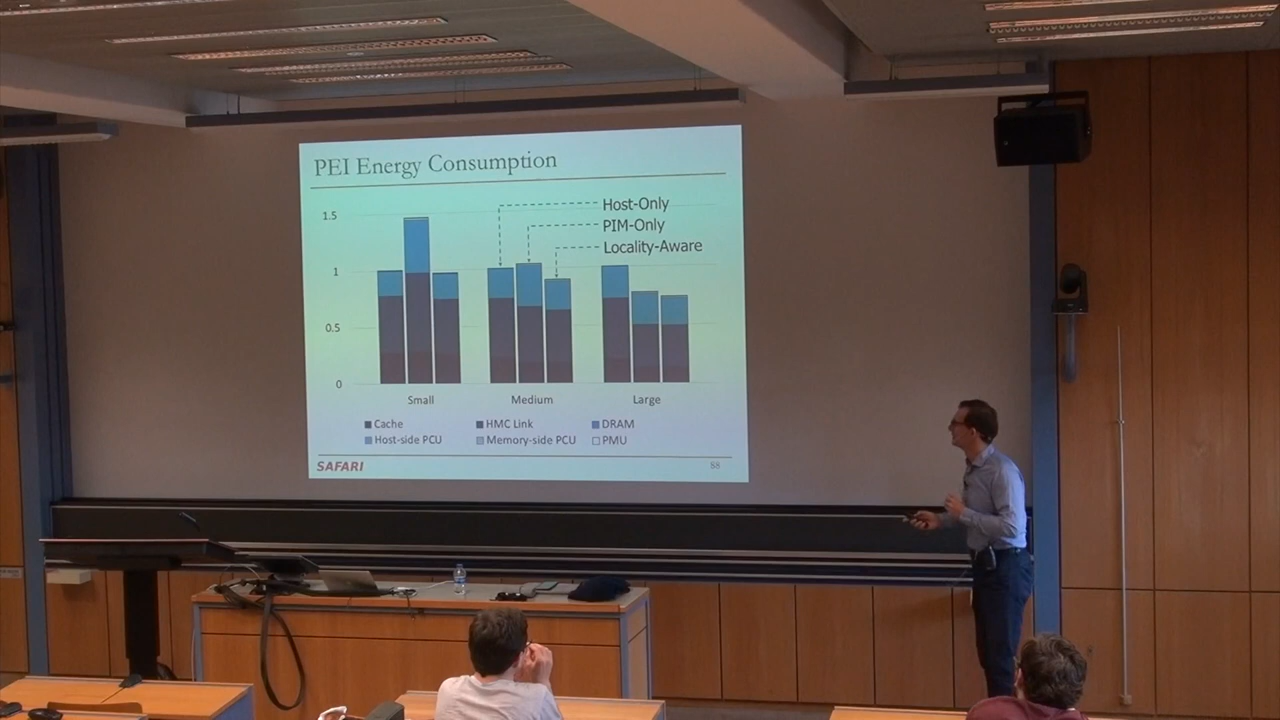 PEI Energy Consumption
1.5
1
0.5
0
Host-Only
PIM-Only
Locality-Aware
Small Medium Large
Cache HMC Link DRAM
Host-side PCU Memory-side PCU PMU
SAFARI